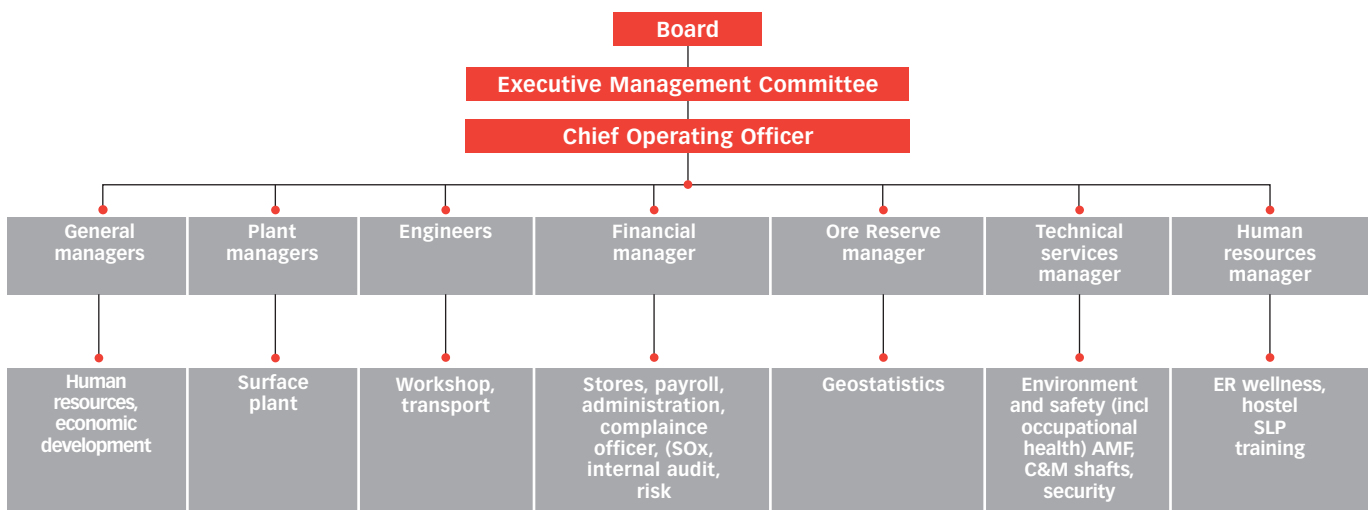 Board
Executive Management Committee
Chief Operating Officer
General
managers
Plant
managers
Engineers
Financial
manager
Ore Reserve
manager
Technical
services
manager
Human
resources
manager
Human
resources,
economic
development
Surface
plant
Workshop,
transport
Stores, payroll,
administration,
complaince
officer, (SOx,
internal audit,
risk
Geostatistics
Environment
and safety (incl
occupational
health) AMF,
C&M shafts,
security
ER wellness,
hostel
SLP
training